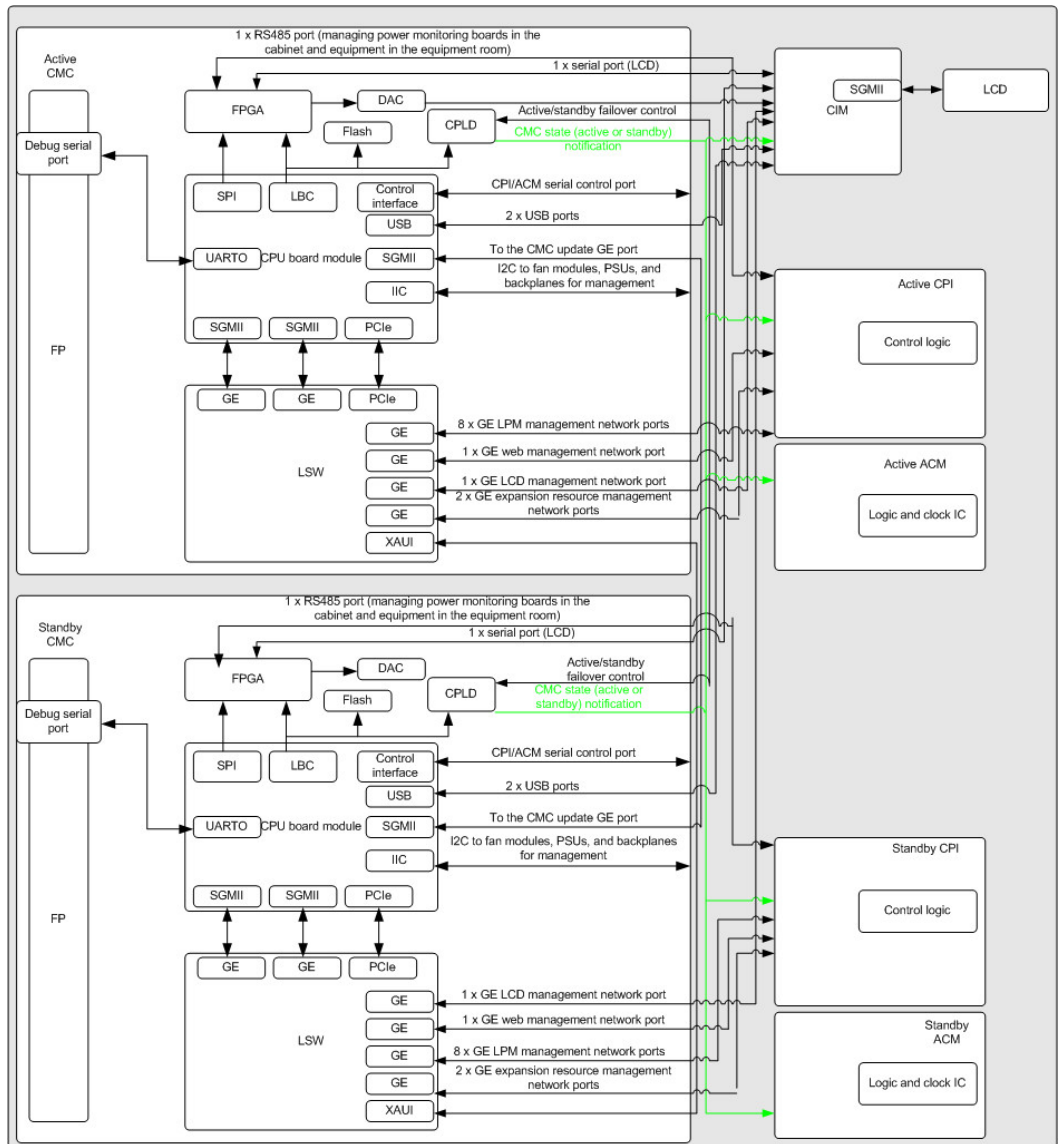 1 x RS485 port (managing power monitoring boards in the
cabinet and equipment in the equipment room)
Active
CMC
1 x serial port (LCD)
FPGA
DAC
SGMII
CIM
LCD
Active/standby failover control
Flash
CPLD
CMC state (active or standby)
notification
Debug serial
port
SPI
LBC
Control
interface
CPI/ACM serial control port
USB
2 x USB ports
To the CMC update GE port
UARTO
CPU board module
SGMII
I2C to fan modules, PSUs, and
backplanes for management
IIC
Active CPI
Control logic
SGMII
SGMII
PCIe
FP
GE
GE
PCIe
GE
8 x GE LPM management network ports
LSW
GE
1 x GE web management network port
Active ACM
GE
1 x GE LCD management network port
2 x GE expansion resource management
network ports
GE
Logic and clock IC
XAUI
1 x RS485 port (managing power monitoring boards in the
cabinet and equipment in the equipment room)
Standby
CMC
1 x serial port (LCD)
FPGA
DAC
Active/standby
failover control
Flash
CPLD
CMC state (active or
standby) notification
Debug serial
port
SPI
LBC
Control
interface
CPI/ACM serial control port
USB
2 x USB ports
To the CMC update GE port
UARTO
CPU board module
SGMII
I2C to fan modules, PSUs, and backplanes
for management
IIC
Standby CPI
Control logic
SGMII
SGMII
PCIe
FP
GE
GE
PCIe
GE
1 x GE LCD management network port
GE
1 x GE web management network port
LSW
Standby
ACM
GE
8 x GE LPM management network ports
2 x GE expansion resource management
network ports
GE
Logic and clock IC
XAUI